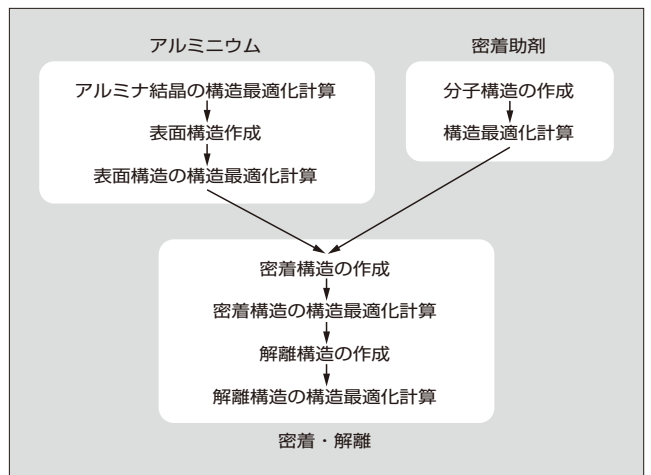 アルミニウム
アルミナ結晶の構造最適化計算
表面構造作成
表面構造の構造最適化計算
密着助剤
分子構造の作成
構造最適化計算
密着構造の作成
密着構造の構造最適化計算
解離構造の作成
解離構造の構造最適化計算
密着・解離